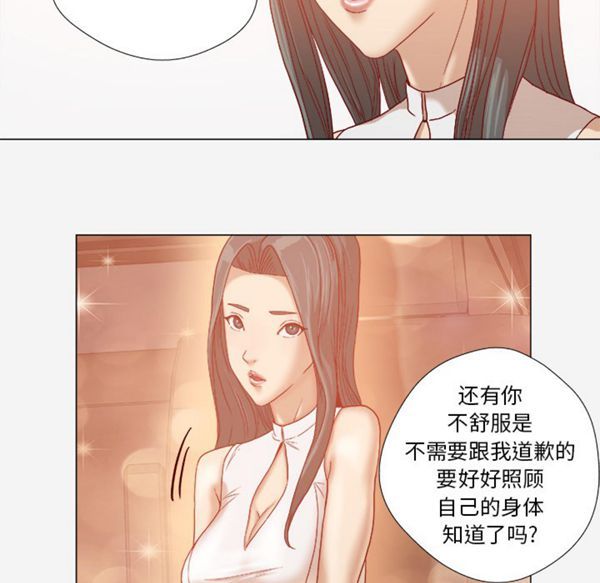 还有你
不舒服是
不需要跟我道歉的
要好好照顾
自己的身体
知道了吗?